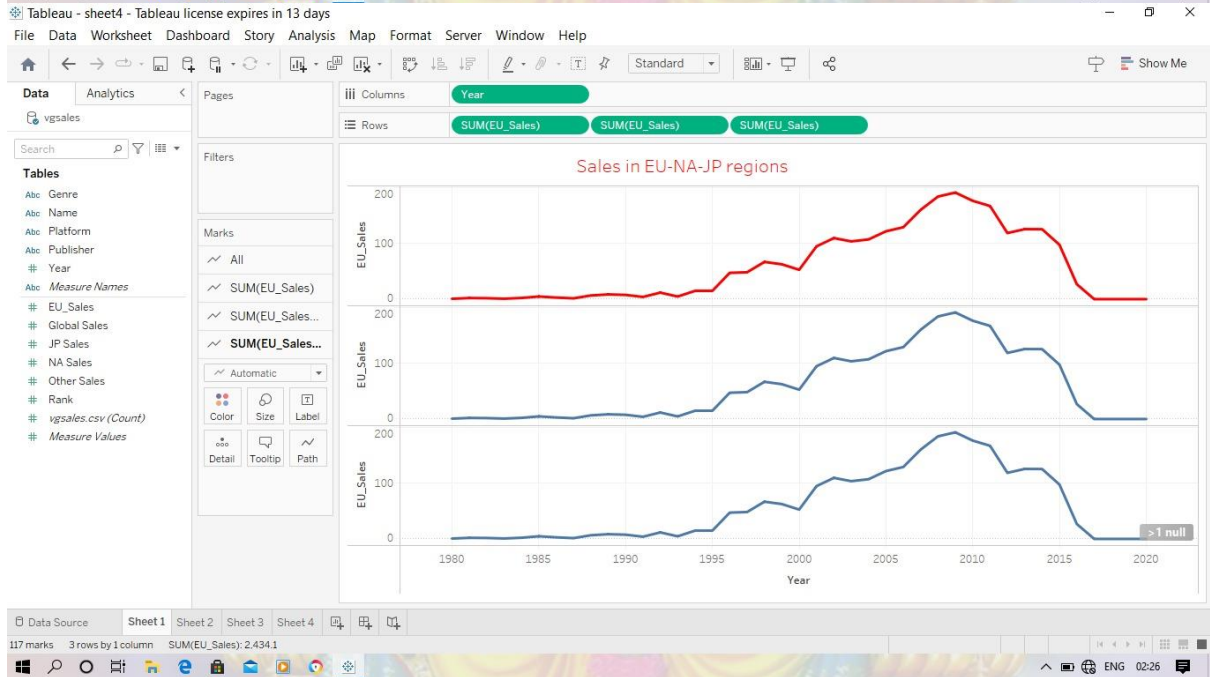 Tableau - sheet4 - Tableau license expires in 13 days
File Data Worksheet Dashboard Story Analysis Map Format Server Window Help
Standard
Show Me
Data Analytics
Pages
Columns
Year
vgsales
Rows
SUM(EU_Sales) SUM(EU_Sales) SUM(EU_Sales)
Search
Filters
Tables
Abc Genre
Abc Name
Abc Platform
Abc Publisher
# Year
Abc Measure Names
# EU_Sales
# Global Sales
# JP Sales
# NA Sales
# Other Sales
# Rank
# vgsales.csv (Count)
# Measure Values
Marks
All
SUM(EU_Sales)
SUM(EU_Sales...
SUM(EU_Sales...
Automatic
Color Size Label
Detail Tooltip Path
Sales in EU-NA-JP regions
EU_Sales
200
100
0
EU_Sales
200
100
0
EU_Sales
200
100
0
>1 null
1980 1985 1990 1995 2000 2005 2010 2015 2020
Year
Data Source Sheet 1 Sheet 2 Sheet 3 Sheet 4
117 marks 3 rows by 1 column SUM(EU_Sales): 2,434.1
ENG 02:26